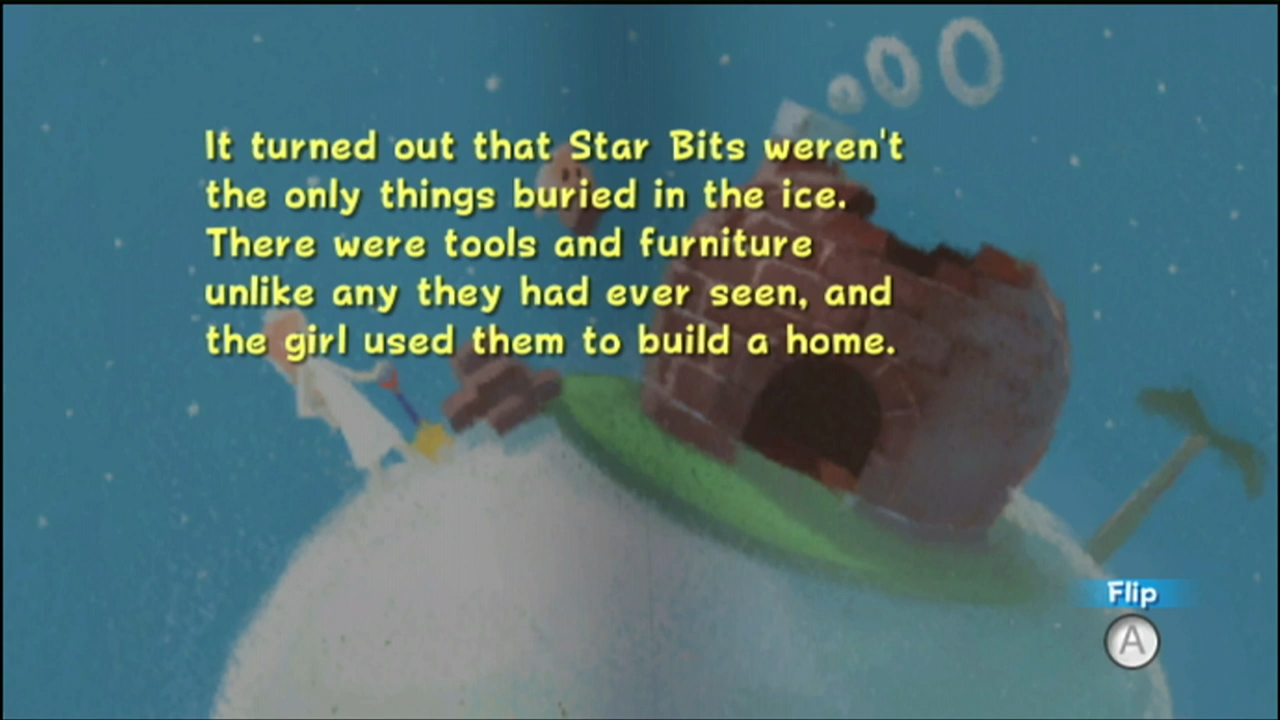 It turned out that Star Bits weren't
the only things buried in the ice.
There were tools and furniture
unlike any they had ever seen, and
the girl used them to build a home.
Flip
A